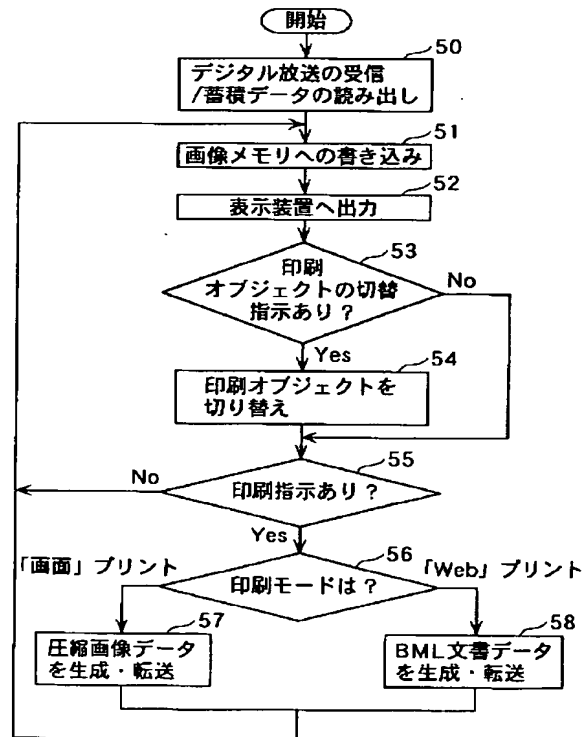 開始
50
デジタル放送の受信
/蓄積データの読み出し
51
画像メモリへの書き込み
52
表示装置へ出力
53
印刷
オブジェクトの切替
指示あり?
No
Yes
54
印刷オブジェクトを
切り替え
55
No
印刷指示あり?
Yes
56
「画面」プリント
印刷モードは?
「Web」プリント
57
圧縮画像データ
を生成・転送
58
BML文書データ
を生成・転送